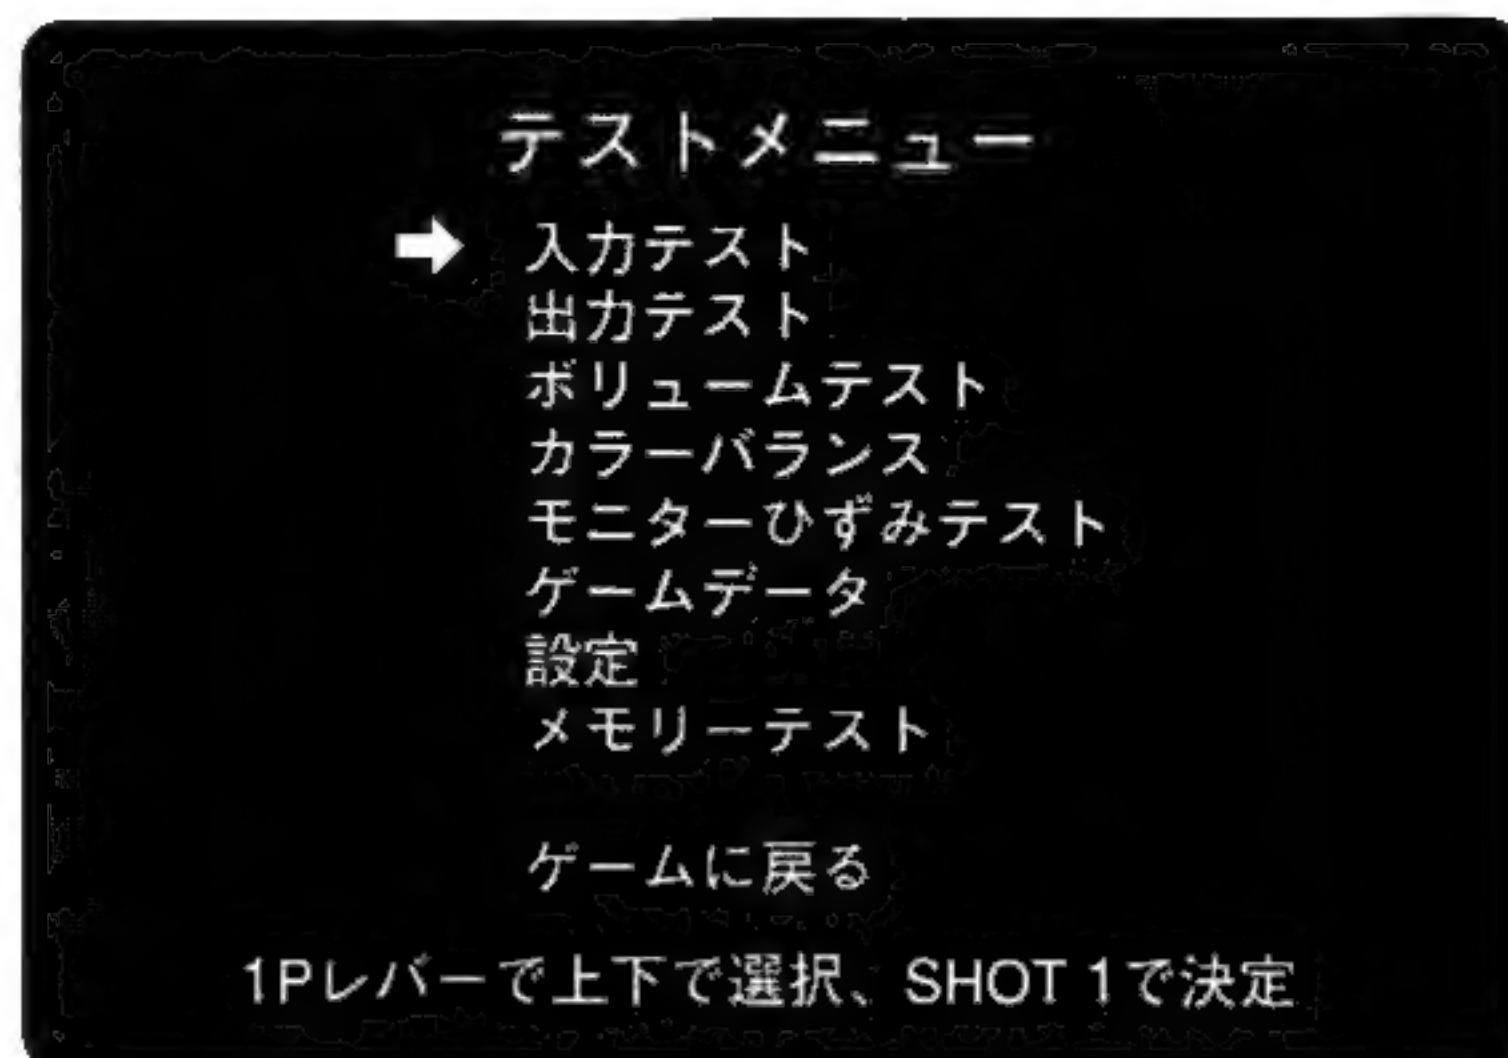 テストメニュー
入力テスト
出力テスト
ボリュームテスト
カラーバランス
モニターひずみテスト
ゲームデータ
設定
メモリーテスト
ゲームに戻る
1Pレバーで上下で選択、SHOT 1で決定